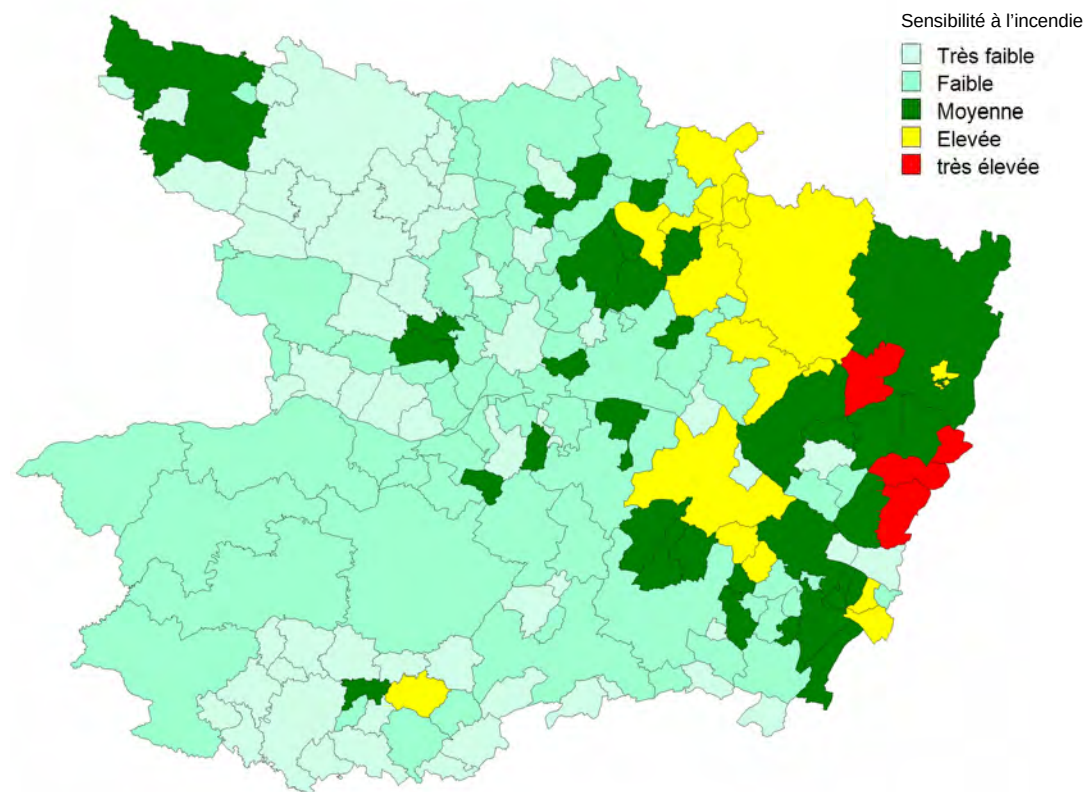 Sensibilité à l’incendie
Très faible
Faible
Moyenne
Elevée
très élevée